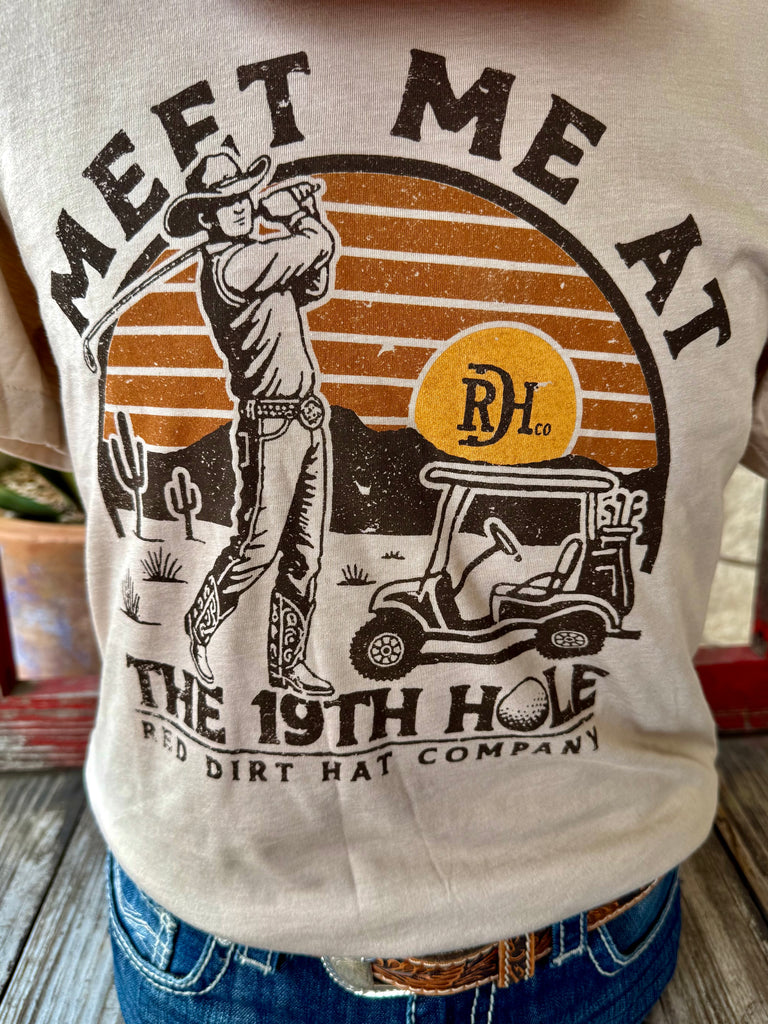 MEET ME AT
RDH CO
THE 19TH HOLE
RED DIRT HAT COMPANY